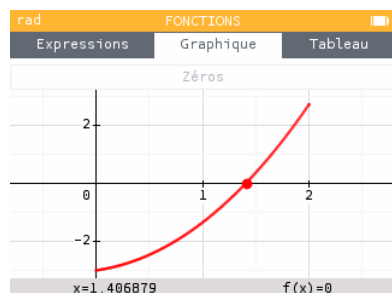 rad FONCTIONS
Expressions Graphique Tableau
Zéros
2
0 1 2
-2
x=1.406879 f(x)=0